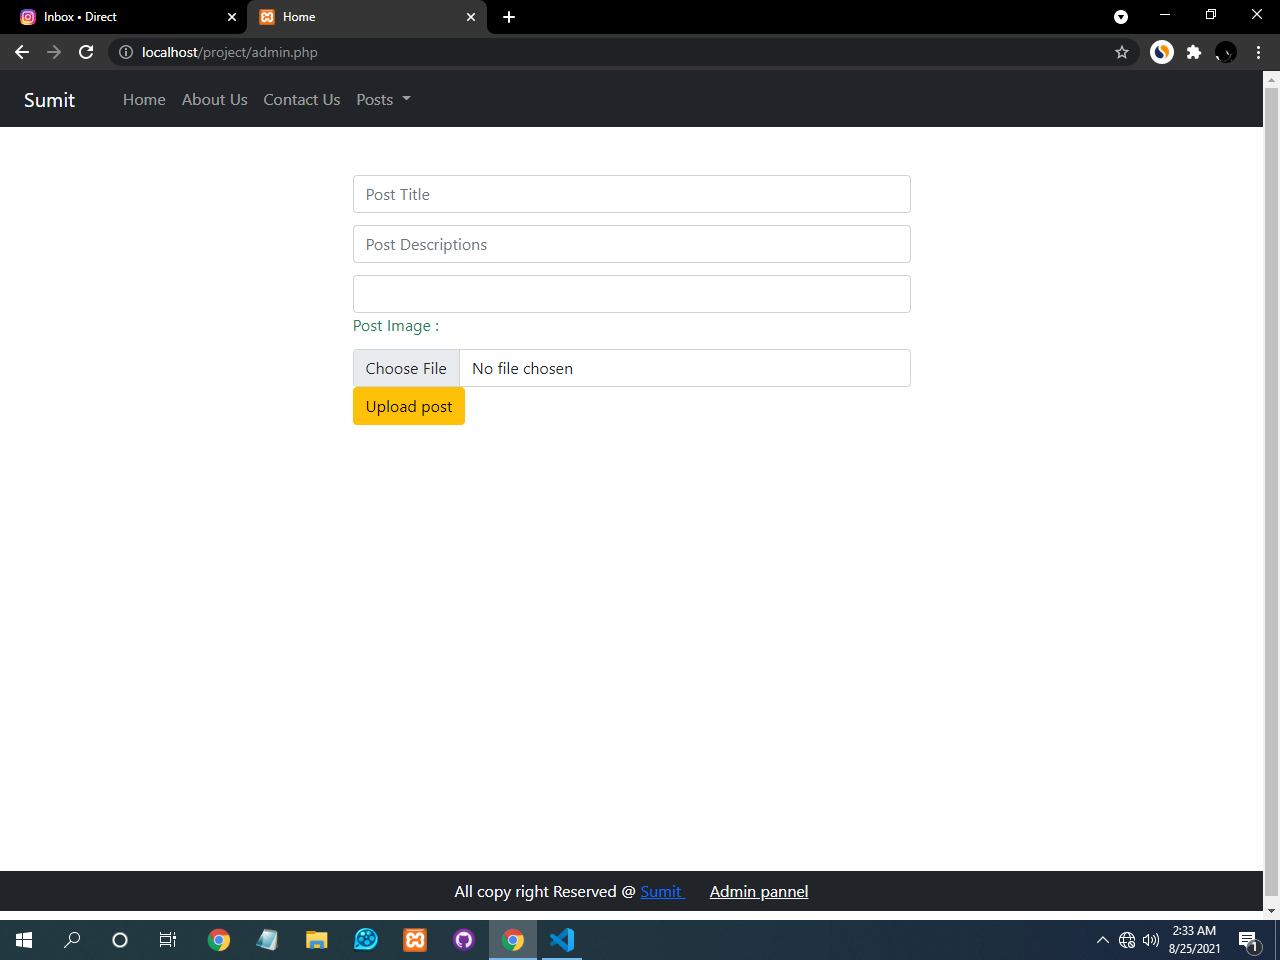 Inbox • Direct
Home
localhost/project/admin.php
Sumit
Home
About Us
Contact Us
Posts
Post Title
Post Descriptions
Post Image :
Choose File
No file chosen
Upload post
All copy right Reserved @ Sumit
Admin pannel
2:33 AM
8/25/2021
1